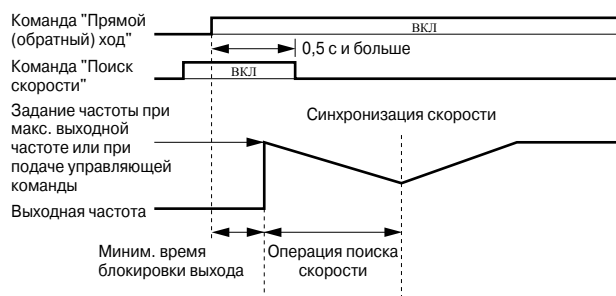 Команда "Прямой
(обратный) ход"
ВКЛ
0,5 с и больше
Команда "Поиск
скорости"
ВКЛ
Задание частоты при
макс. выходной
частоте или при
подаче управляющей
команды
Синхронизация скорости
Выходная частота
Миним. время
блокировки выхода
Операция поиска
скорости